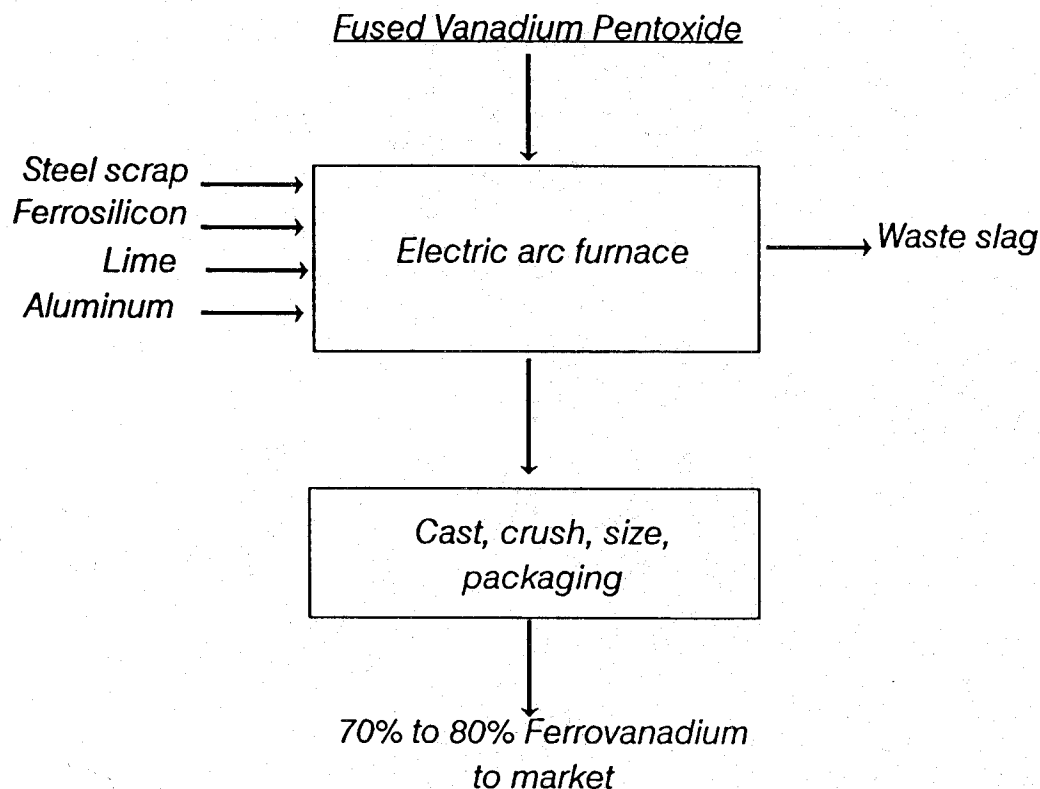 Fused Vanadium Pentoxide
Steel scrap
Ferrosilicon
Lime
Aluminum
Electric arc furnace
Waste slag
Cast, crush, size,
packaging
70% to 80% Ferrovanadium
to market